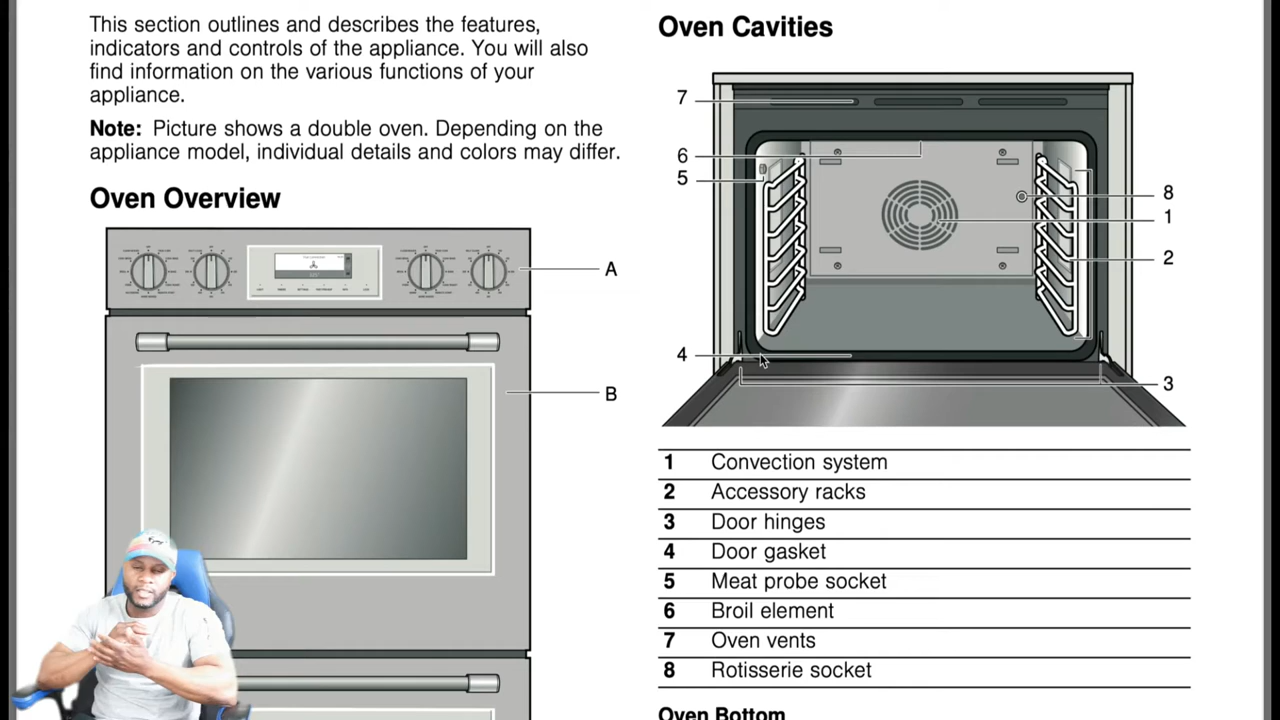 This section outlines and describes the features,
indicators and controls of the appliance. You will also
find information on the various functions of your
appliance.
Note: Picture shows a double oven. Depending on the
appliance model, individual details and colors may differ.
Oven Overview
A
B
Oven Cavities
7
6
5
8
1
2
4
3
1 Convection system
2 Accessory racks
3 Door hinges
4 Door gasket
5 Meat probe socket
6 Broil element
7 Oven vents
8 Rotisserie socket
Oven Bottom